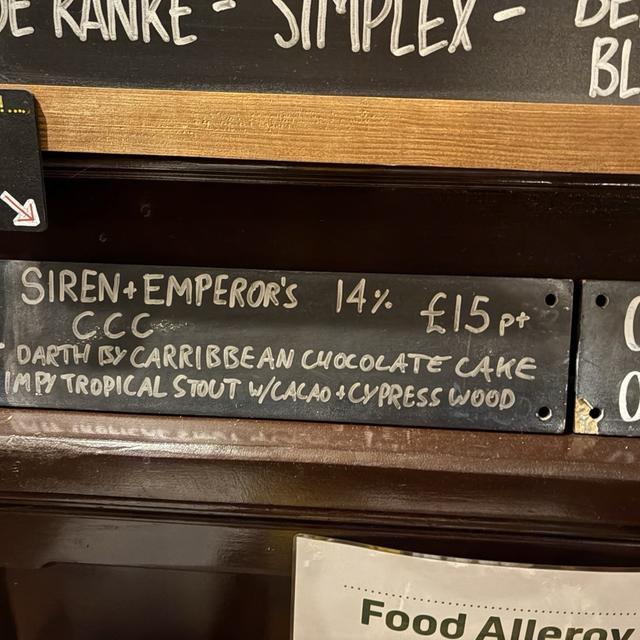 DE RANKE - SIMPLEX -
BL
!....
SIREN + EMPEROR'S 14% £15 pt
CCC
DARTH BY CARRIBBEAN CHOCOLATE CAKE
IMPY TROPICAL STOUT W/CACAO + CYPRESS WOOD
Food Allergy